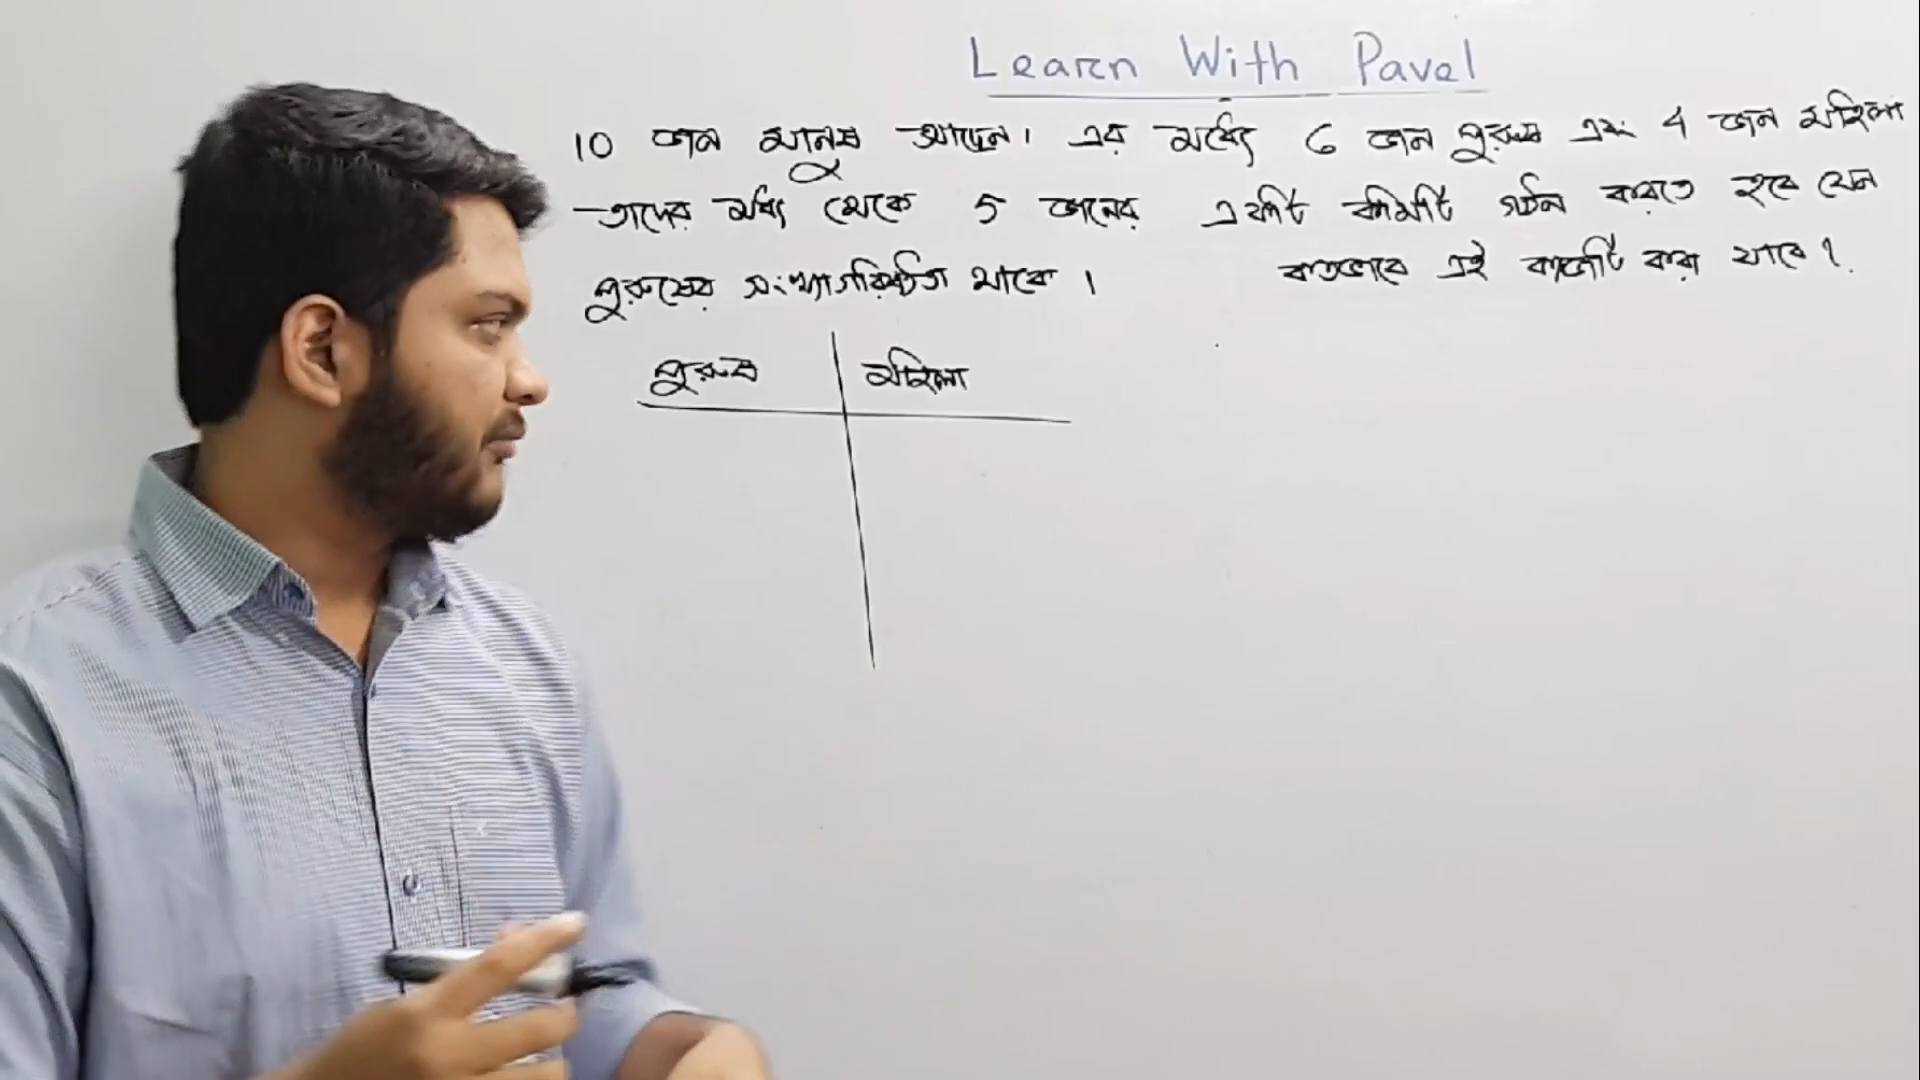 Learn With Pavel
10 জন মানুষ আছেন। এর মধ্যে 6 জন পুরুষ এবং 4 জন মহিলা
তাদের মধ্য থেকে 5 জনের একটি কমিটি গঠন করতে হবে যেন
পুরুষের সংখ্যাগরিষ্ঠতা থাকে। কতভাবে এই কাজটি করা যাবে?
পুরুষ মহিলা